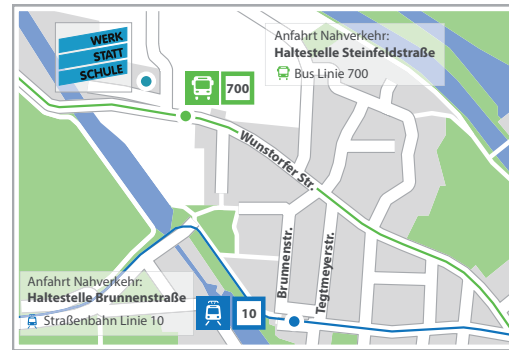 WERK
STATT
SCHULE
Anfahrt Nahverkehr:
Haltestelle Steinfeldstraße
Bus Linie 700
700
Wunstorfer Str.
Brunnenstr.
Tegtmeyerstr.
Anfahrt Nahverkehr:
Haltestelle Brunnenstraße
Straßenbahn Linie 10
10